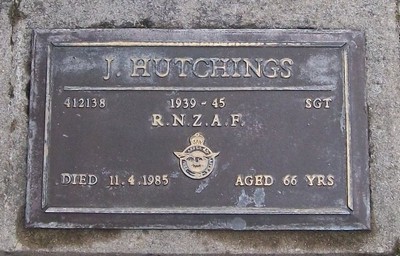 J. HUTCHINGS
412138 1939 - 45 SGT
R.N.Z.A.F.
DIED 11.4.1985 AGED 66 YRS